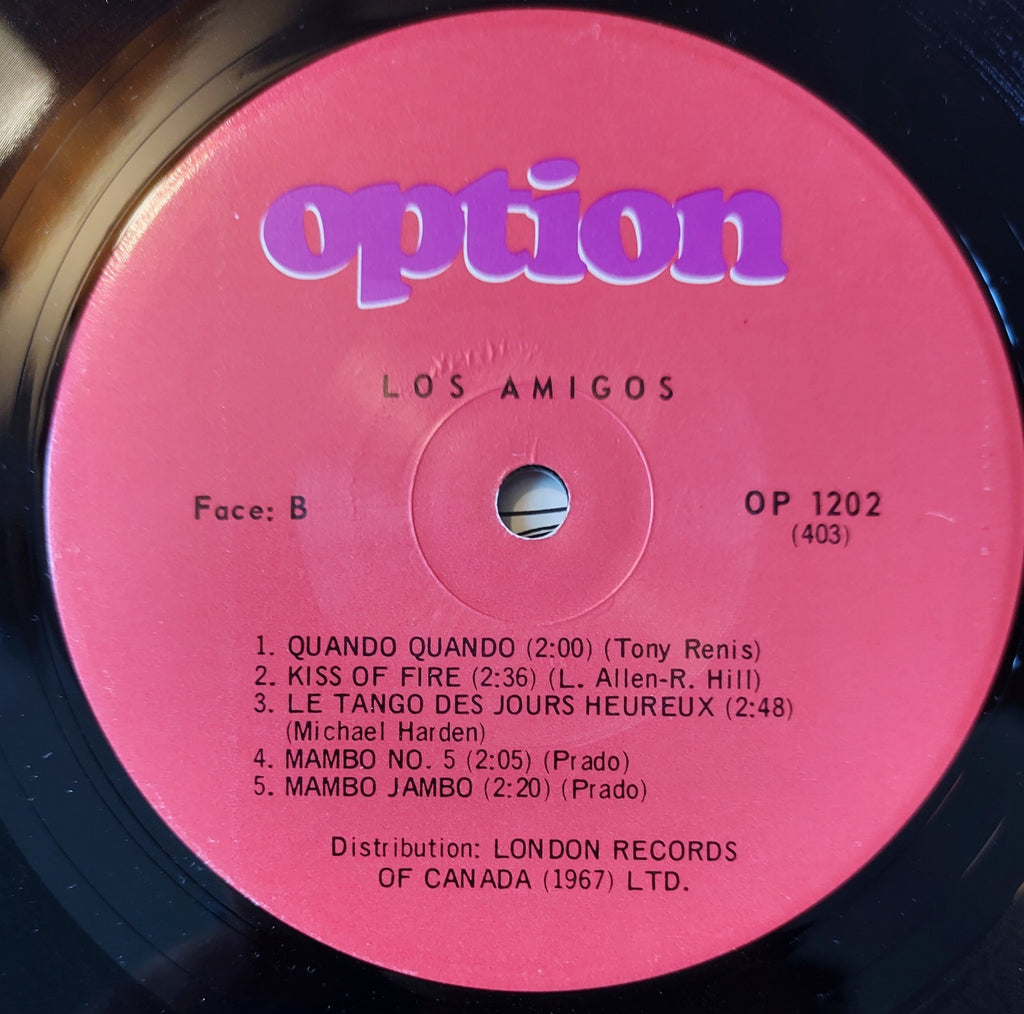 option
LOS AMIGOS
Face: B
OP 1202
(403)
1. QUANDO QUANDO (2:00) (Tony Renis)
2. KISS OF FIRE (2:36) (L. Allen-R. Hill)
3. LE TANGO DES JOURS HEUREUX (2:48)
(Michael Harden)
4. MAMBO NO. 5 (2:05) (Prado)
5. MAMBO JAMBO (2:20) (Prado)
Distribution: LONDON RECORDS
OF CANADA (1967) LTD.